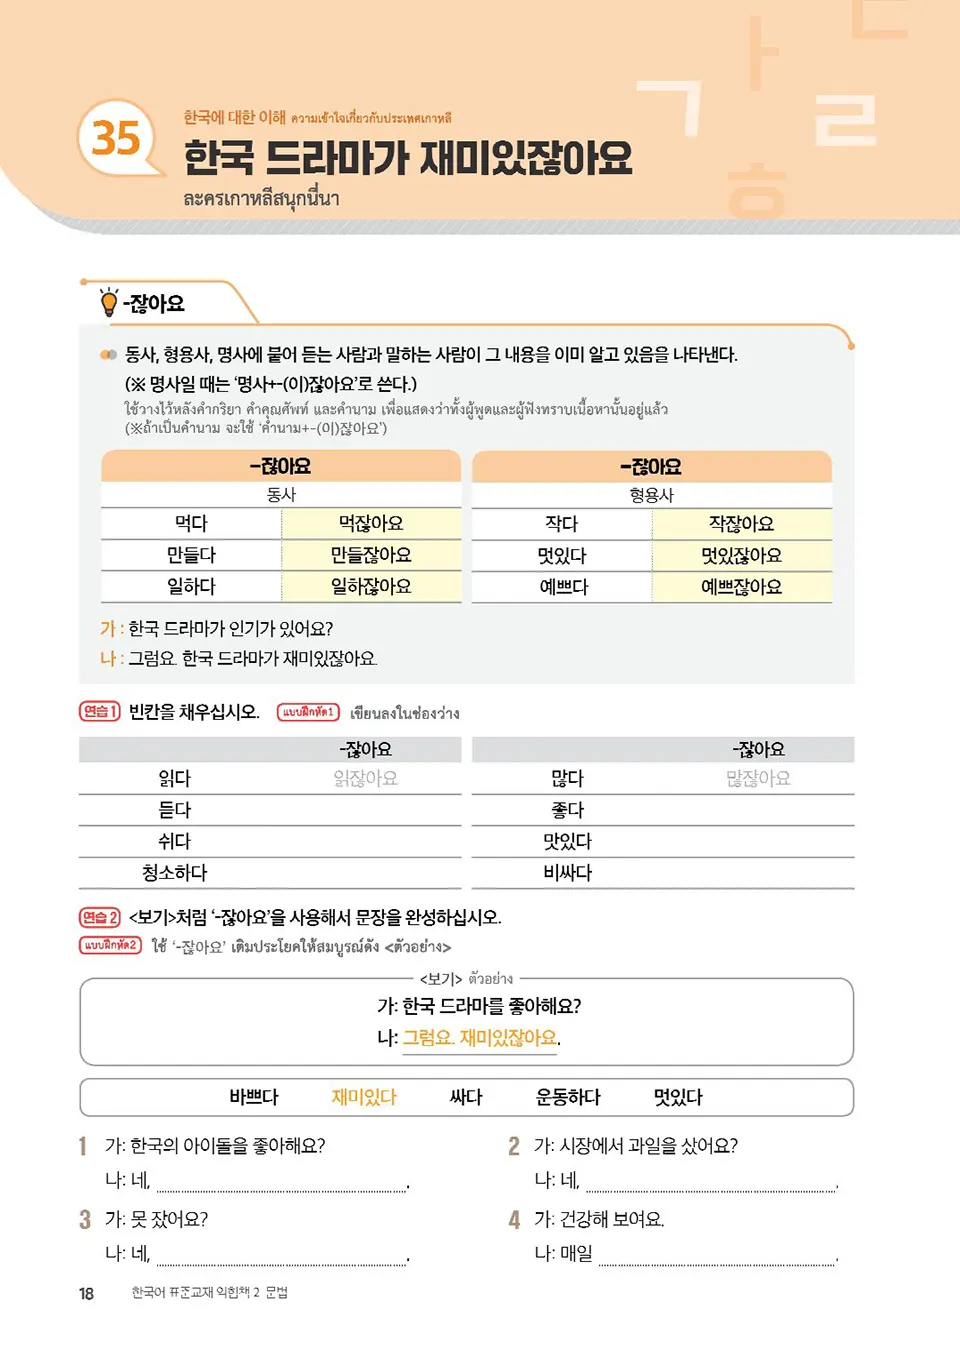 35
한국에 대한 이해 ความเข้าใจเกี่ยวกับประเทศเกาหลี
한국 드라마가 재미있잖아요
ละครเกาหลีสนุกนี่นา
ㄱ ㅏ ㄴ ㄹ ㅎ
-잖아요
동사, 형용사, 명사에 붙어 듣는 사람과 말하는 사람이 그 내용을 이미 알고 있음을 나타낸다.
(※ 명사일 때는 ‘명사+-(이)잖아요’로 쓴다.)
ใช้วางไว้หลังคำกริยา คำคุณศัพท์ และคำนาม เพื่อแสดงว่าทั้งผู้พูดและผู้ฟังทราบเนื้อหานั้นอยู่แล้ว
(※ถ้าเป็นคำนาม จะใช้ ‘คำนาม+-(이)잖아요’)
-잖아요 -잖아요
동사 형용사
먹다 먹잖아요 작다 작잖아요
만들다 만들잖아요 멋있다 멋있잖아요
일하다 일하잖아요 예쁘다 예쁘잖아요
가 : 한국 드라마가 인기가 있어요?
나 : 그럼요. 한국 드라마가 재미있잖아요.
연습1 빈칸을 채우십시오. แบบฝึกหัด1 เขียนลงในช่องว่าง
-잖아요 -잖아요
읽다 읽잖아요 많다 많잖아요
듣다 좋다
쉬다 맛있다
청소하다 비싸다
연습2 <보기>처럼 ‘-잖아요’을 사용해서 문장을 완성하십시오.
แบบฝึกหัด2 ใช้ ‘-잖아요’ เติมประโยคให้สมบูรณ์ดัง <ตัวอย่าง>
<보기> ตัวอย่าง
가: 한국 드라마를 좋아해요?
나: 그럼요. 재미있잖아요.
바쁘다 재미있다 싸다 운동하다 멋있다
1 가: 한국의 아이돌을 좋아해요? 2 가: 시장에서 과일을 샀어요?
나: 네, . 나: 네, .
3 가: 못 잤어요? 4 가: 건강해 보여요.
나: 네, . 나: 매일 .
18 한국어 표준교재 익힘책 2 문법